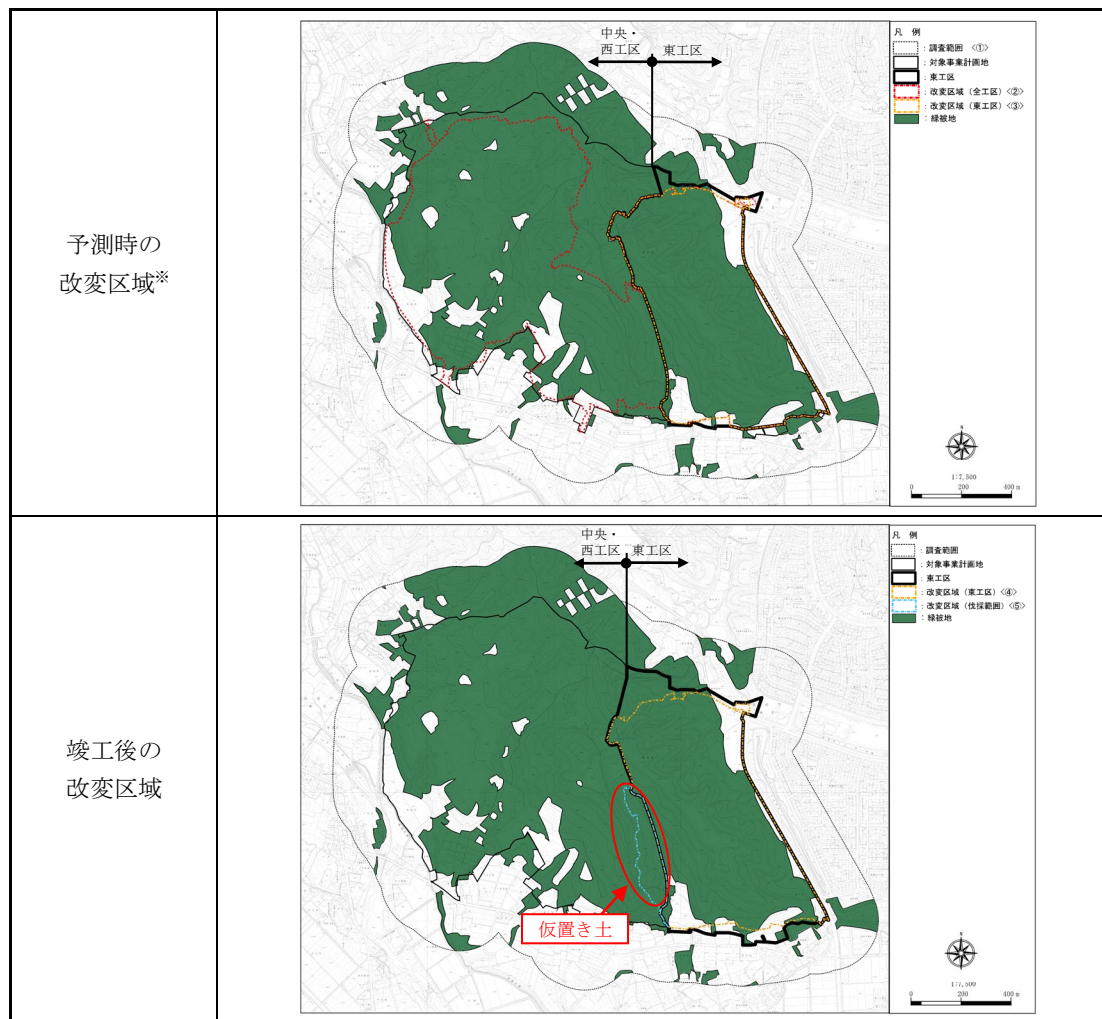 予測時の
改変区域※
中央・
西工区
東工区
凡 例
：調査範囲 <①>
：対象事業計画地
：東工区
：改変区域（全工区）<②>
：改変区域（東工区）<③>
：緑被地
N
1:7,500
0 200 400 m
竣工後の
改変区域
中央・
西工区
東工区
仮置き土
凡 例
：調査範囲
：対象事業計画地
：東工区
：改変区域（東工区）<④>
：改変区域（伐採範囲）<⑤>
：緑被地
N
1:7,500
0 200 400 m